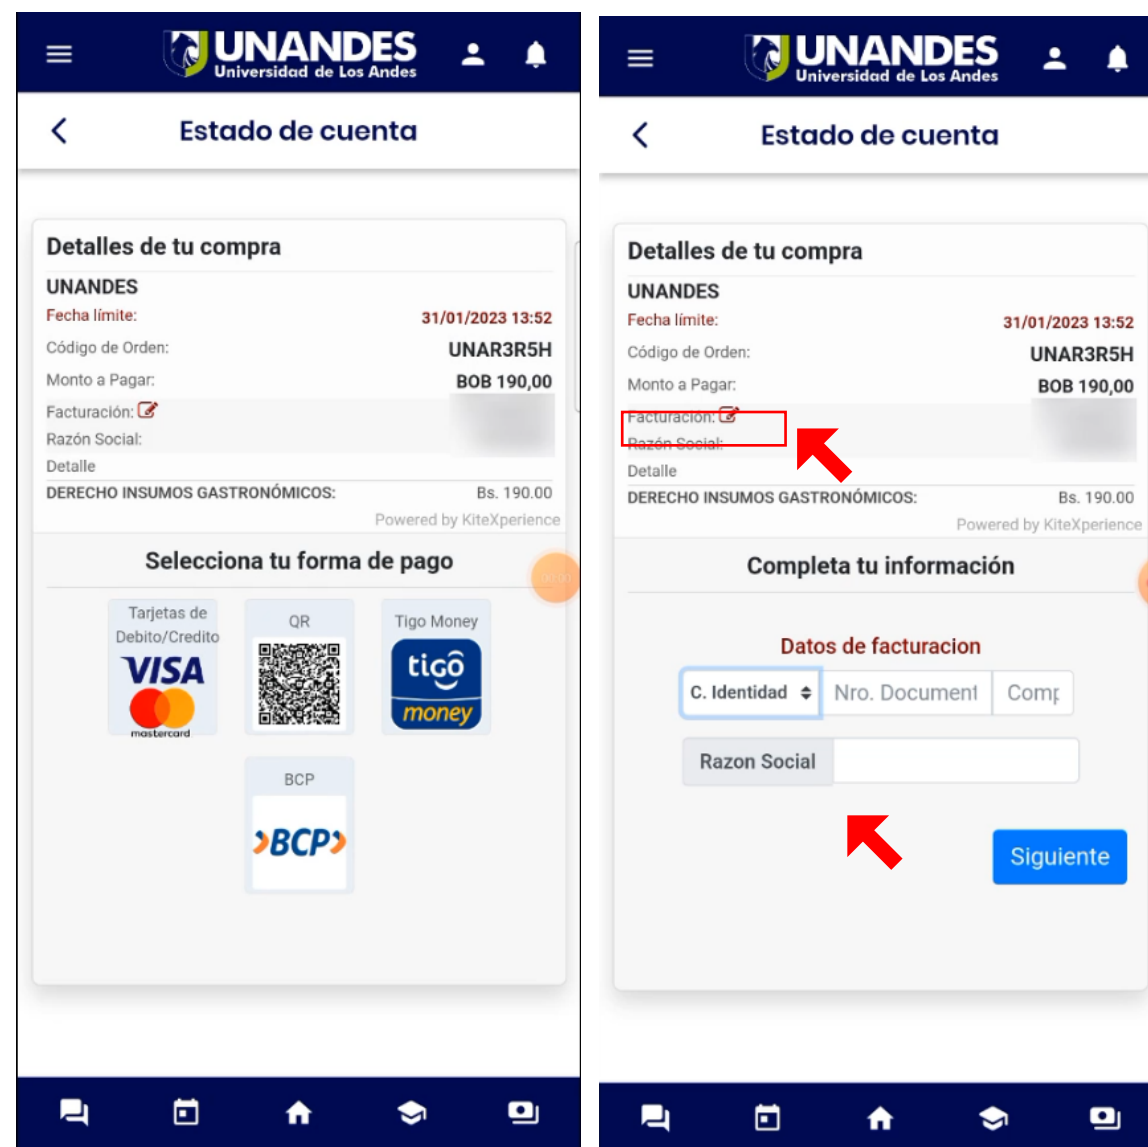 UNANDES
Universidad de Los Andes
Estado de cuenta
Detalles de tu compra
UNANDES
Fecha límite: 31/01/2023 13:52
Código de Orden: UNAR3R5H
Monto a Pagar: BOB 190,00
Facturación:
Razón Social:
Detalle
DERECHO INSUMOS GASTRONÓMICOS: Bs. 190.00
Powered by KiteXperience
Selecciona tu forma de pago
00:00
Tarjetas de
Debito/Credito
VISA
mastercard
QR
Tigo Money
tigo
money
BCP
BCP
UNANDES
Universidad de Los Andes
Estado de cuenta
Detalles de tu compra
UNANDES
Fecha límite: 31/01/2023 13:52
Código de Orden: UNAR3R5H
Monto a Pagar: BOB 190,00
Facturación:
Razón Social:
Detalle
DERECHO INSUMOS GASTRONÓMICOS: Bs. 190.00
Powered by KiteXperience
Completa tu información
Datos de facturacion
C. Identidad Nro. Document Comp
Razon Social
Siguiente